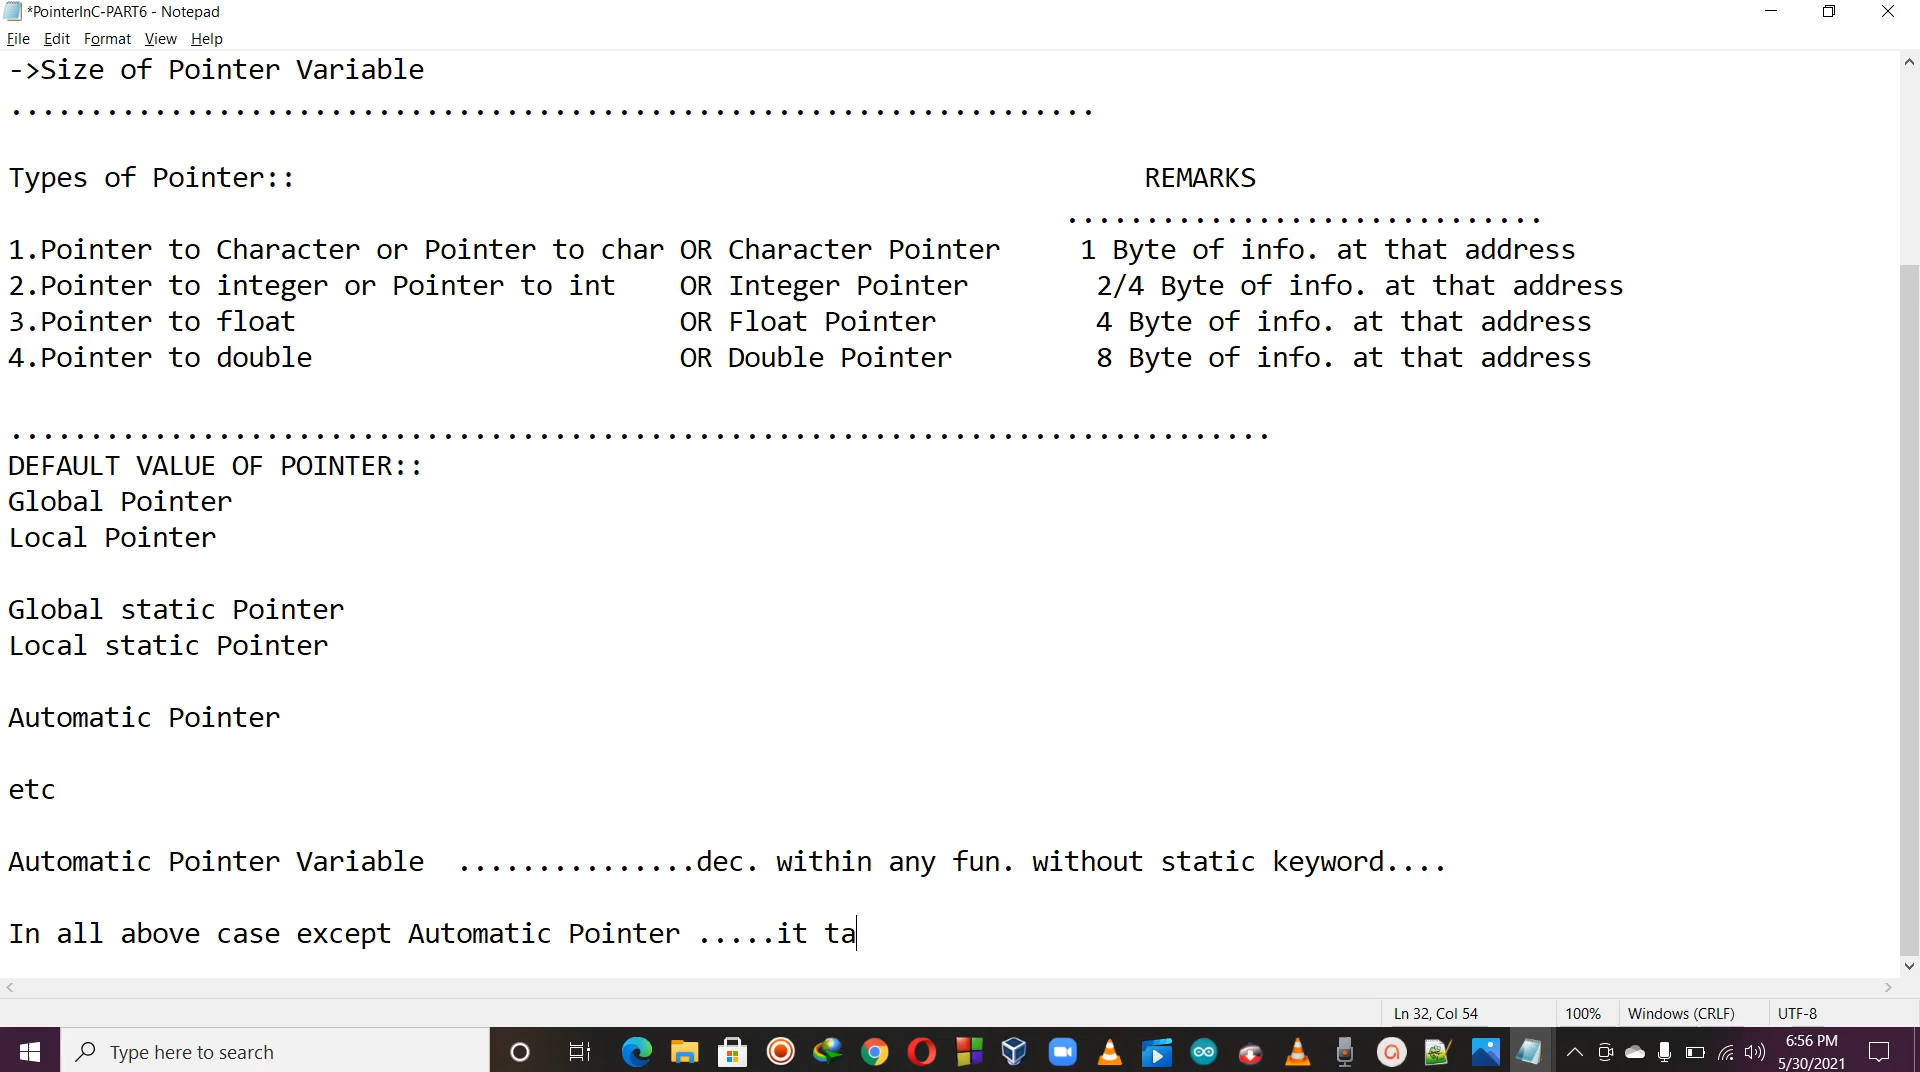 *PointerInC-PART6 - Notepad
File Edit Format View Help
->Size of Pointer Variable
....................................................................
Types of Pointer:: REMARKS
..............................
1.Pointer to Character or Pointer to char OR Character Pointer 1 Byte of info. at that address
2.Pointer to integer or Pointer to int OR Integer Pointer 2/4 Byte of info. at that address
3.Pointer to float OR Float Pointer 4 Byte of info. at that address
4.Pointer to double OR Double Pointer 8 Byte of info. at that address
...............................................................................
DEFAULT VALUE OF POINTER::
Global Pointer
Local Pointer
Global static Pointer
Local static Pointer
Automatic Pointer
etc
Automatic Pointer Variable ...............dec. within any fun. without static keyword....
In all above case except Automatic Pointer .....it ta
Ln 32, Col 54 100% Windows (CRLF) UTF-8
Type here to search
6:56 PM
5/30/2021